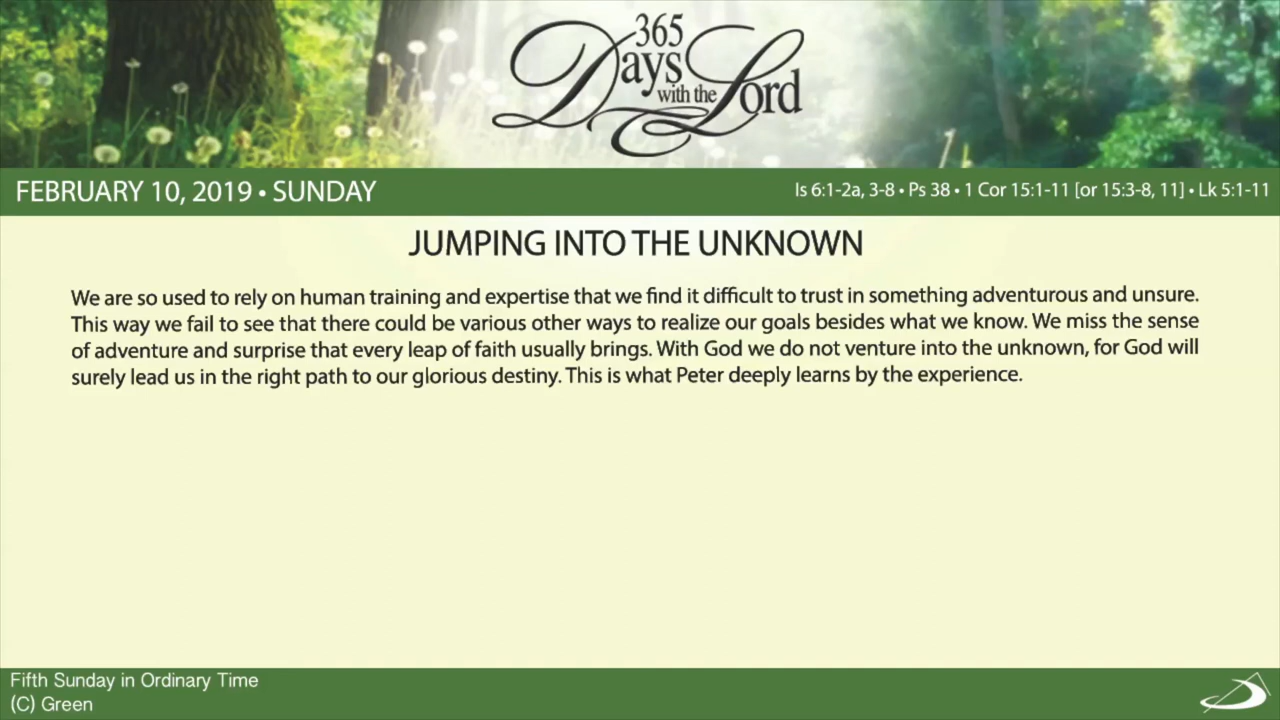 365
Days
with the
Lord
FEBRUARY 10, 2019 • SUNDAY
Is 6:1-2a, 3-8 • Ps 38 • 1 Cor 15:1-11 [or 15:3-8, 11] • Lk 5:1-11
JUMPING INTO THE UNKNOWN
We are so used to rely on human training and expertise that we find it difficult to trust in something adventurous and unsure.
This way we fail to see that there could be various other ways to realize our goals besides what we know. We miss the sense
of adventure and surprise that every leap of faith usually brings. With God we do not venture into the unknown, for God will
surely lead us in the right path to our glorious destiny. This is what Peter deeply learns by the experience.
Fifth Sunday in Ordinary Time
(C) Green